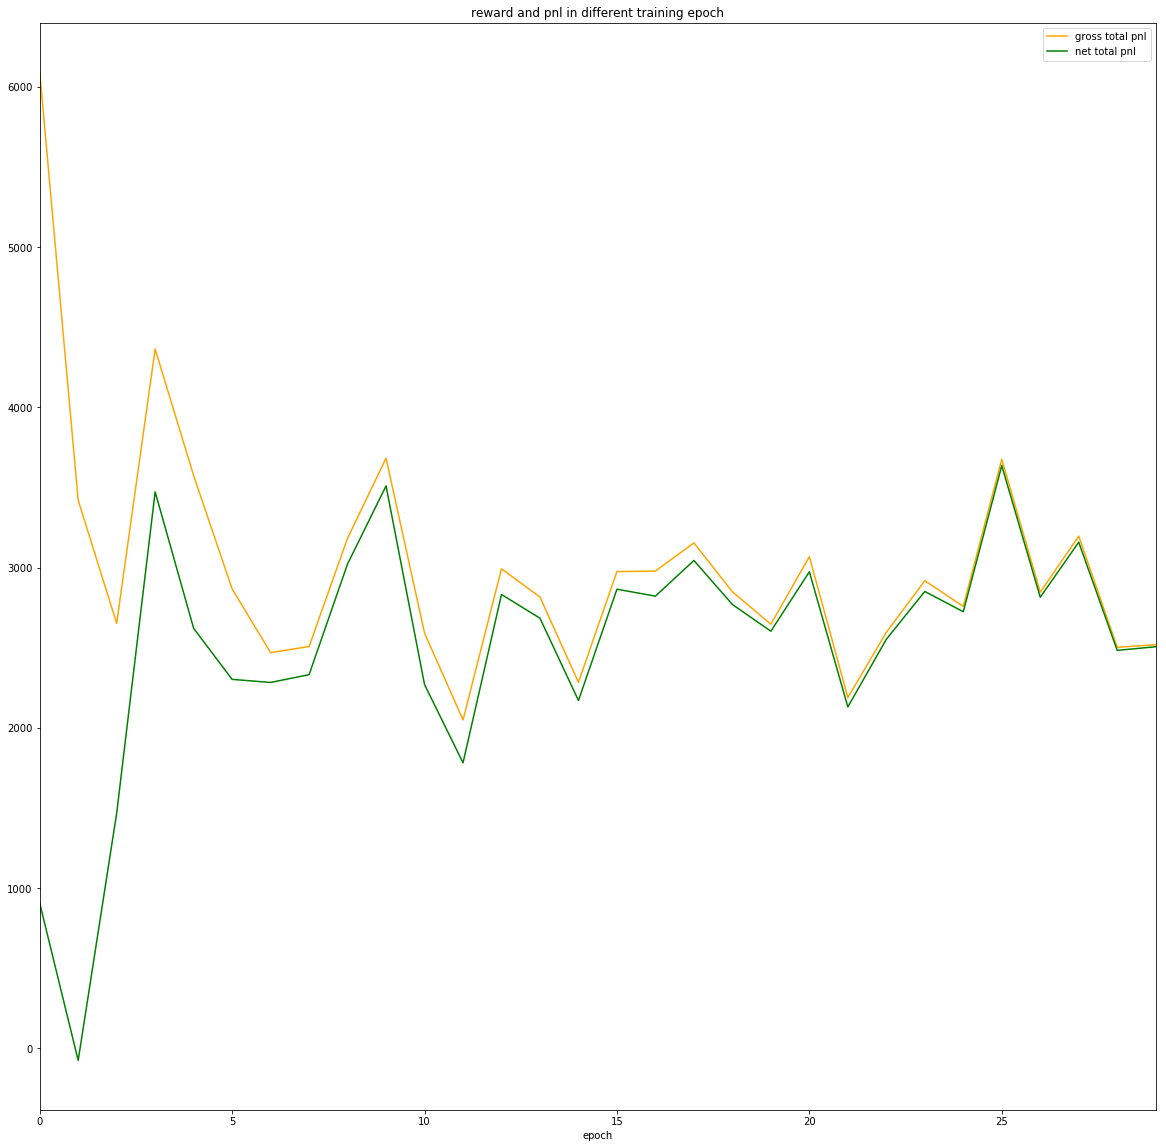 reward and pnl in different training epoch
gross total pnl
net total pnl
6000
5000
4000
3000
2000
1000
0
0 5 10 15 20 25
epoch